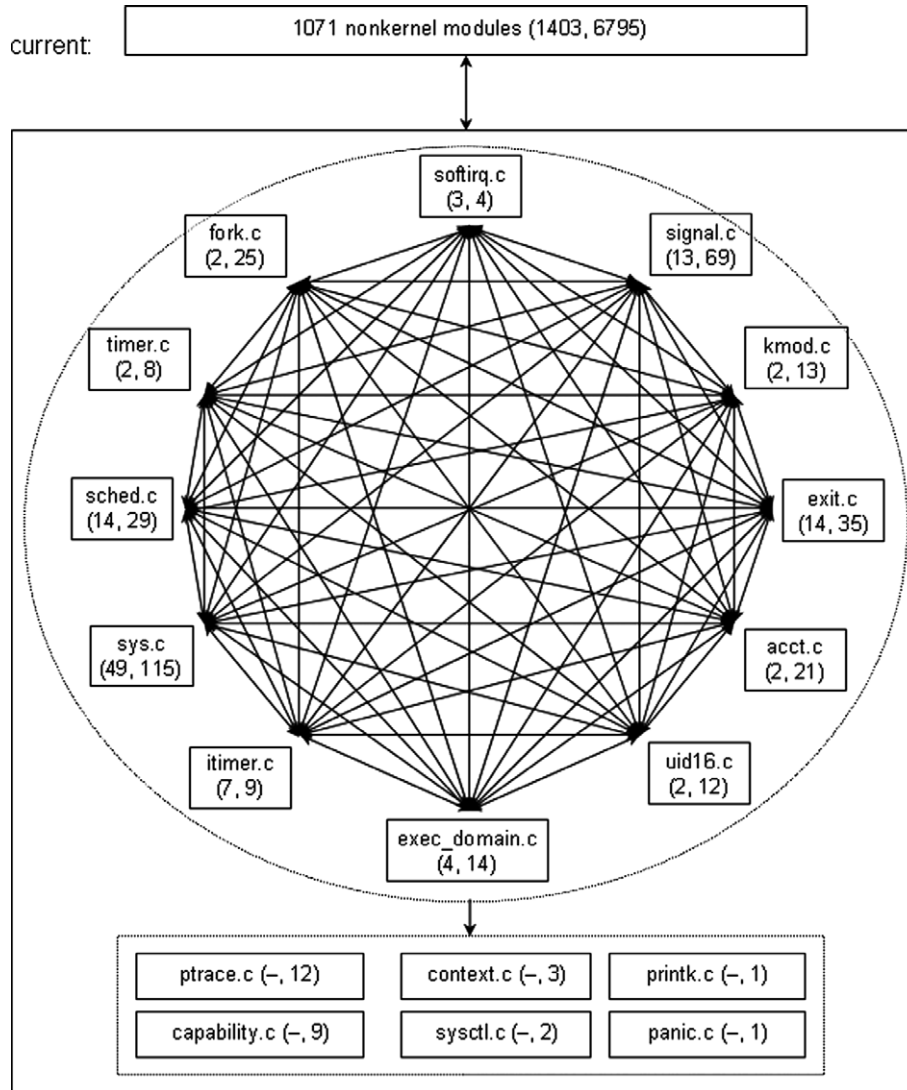 1071 nonkernel modules (1403, 6795)
current:
softirq.c
(3, 4)
fork.c
(2, 25)
signal.c
(13, 69)
timer.c
(2, 8)
kmod.c
(2, 13)
sched.c
(14, 29)
exit.c
(14, 35)
sys.c
(49, 115)
acct.c
(2, 21)
itimer.c
(7, 9)
uid16.c
(2, 12)
exec_domain.c
(4, 14)
ptrace.c (–, 12)
context.c (–, 3)
printk.c (–, 1)
capability.c (–, 9)
sysctl.c (–, 2)
panic.c (–, 1)